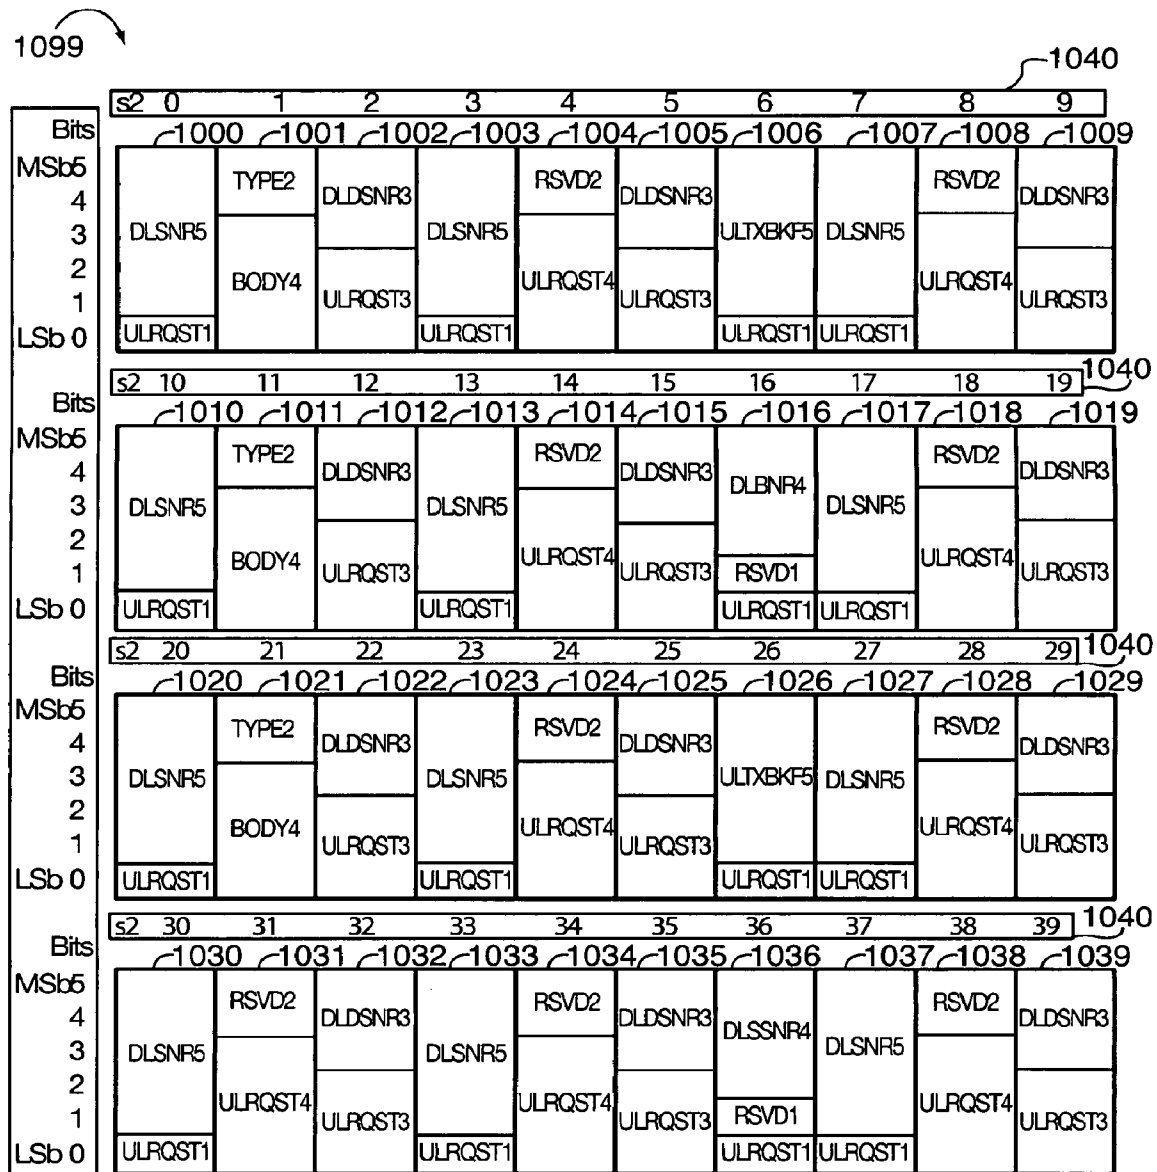 1099
1040
s2 0 1 2 3 4 5 6 7 8 9
Bits 1000 1001 1002 1003 1004 1005 1006 1007 1008 1009
MSb5 TYPE2 RSVD2 RSVD2
4 DLDSNR3 DLDSNR3 DLDSNR3
3 DLSNR5 DLSNR5 ULTXBKF5 DLSNR5
2 BODY4 ULRQST4 ULRQST4
1 ULRQST3 ULRQST3 ULRQST3
LSb 0 ULRQST1 ULRQST1 ULRQST1 ULRQST1
s2 10 11 12 13 14 15 16 17 18 19 1040
Bits 1010 1011 1012 1013 1014 1015 1016 1017 1018 1019
MSb5 TYPE2 RSVD2 RSVD2
4 DLDSNR3 DLDSNR3 DLBNR4 DLDSNR3
3 DLSNR5 DLSNR5 DLSNR5
2 BODY4 ULRQST4 ULRQST4
1 ULRQST3 ULRQST3 RSVD1 ULRQST3
LSb 0 ULRQST1 ULRQST1 ULRQST1 ULRQST1
s2 20 21 22 23 24 25 26 27 28 29 1040
Bits 1020 1021 1022 1023 1024 1025 1026 1027 1028 1029
MSb5 TYPE2 RSVD2 RSVD2
4 DLDSNR3 DLDSNR3 DLDSNR3
3 DLSNR5 DLSNR5 ULTXBKF5 DLSNR5
2 BODY4 ULRQST4 ULRQST4
1 ULRQST3 ULRQST3 ULRQST3
LSb 0 ULRQST1 ULRQST1 ULRQST1 ULRQST1
s2 30 31 32 33 34 35 36 37 38 39 1040
Bits 1030 1031 1032 1033 1034 1035 1036 1037 1038 1039
MSb5 RSVD2 RSVD2 RSVD2
4 DLDSNR3 DLDSNR3 DLSSNR4 DLDSNR3
3 DLSNR5 DLSNR5 DLSNR5
2 ULRQST4 ULRQST4 ULRQST4
1 ULRQST3 ULRQST3 RSVD1 ULRQST3
LSb 0 ULRQST1 ULRQST1 ULRQST1 ULRQST1